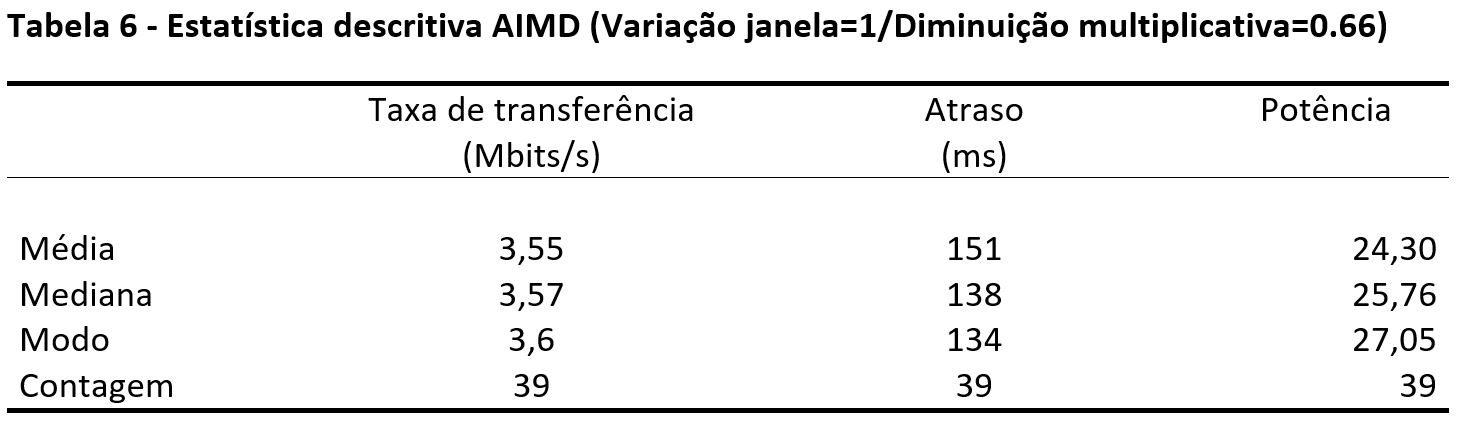 Tabela 6 - Estatística descritiva AIMD (Variação janela=1/Diminuição multiplicativa=0.66)
Taxa de transferência Atraso Potência
(Mbits/s) (ms)
Média 3,55 151 24,30
Mediana 3,57 138 25,76
Modo 3,6 134 27,05
Contagem 39 39 39